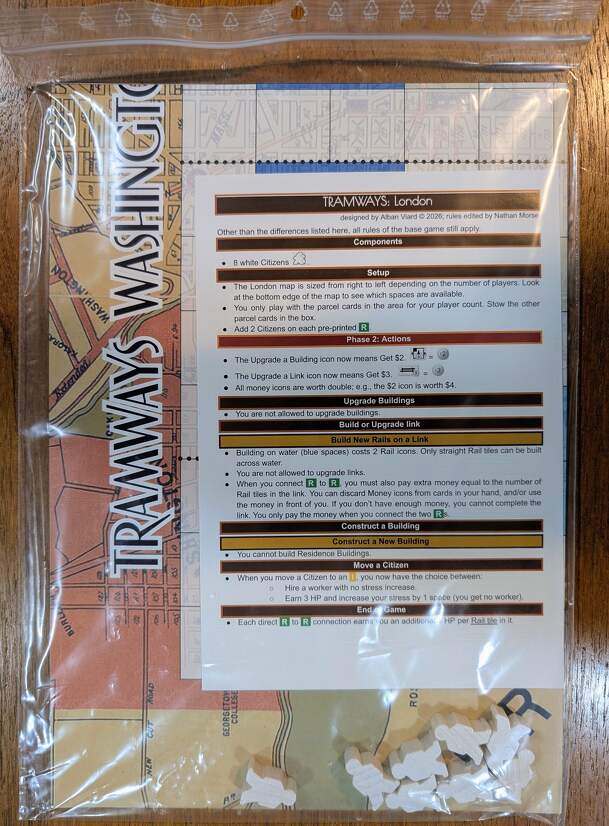 TRAMWAYS WASHINGTO
TRAMWAYS: London
designed by Alban Viard © 2026; rules edited by Nathan Morse
Other than the differences listed here, all rules of the base game still apply.
Components
• 8 white Citizens
Setup
• The London map is sized from right to left depending on the number of players. Look
at the bottom edge of the map to see which spaces are available.
• You only play with the parcel cards in the area for your player count. Stow the other
parcel cards in the box.
• Add 2 Citizens on each pre-printed R
Phase 2: Actions
• The Upgrade a Building icon now means Get $2. =
• The Upgrade a Link icon now means Get $3. =
• All money icons are worth double; e.g., the $2 icon is worth $4.
Upgrade Buildings
• You are not allowed to upgrade buildings.
Build or Upgrade link
Build New Rails on a Link
• Building on water (blue spaces) costs 2 Rail icons. Only straight Rail tiles can be built
across water.
• You are not allowed to upgrade links.
• When you connect R to R, you must also pay extra money equal to the number of
Rail tiles in the link. You can discard Money icons from cards in your hand, and/or use
the money in front of you. If you don't have enough money, you cannot complete the
link. You only pay the money when you connect the two Rs.
Construct a Building
Construct a New Building
• You cannot build Residence Buildings.
Move a Citizen
• When you move a Citizen to an I, you now have the choice between:
○ Hire a worker with no stress increase.
○ Earn 3 HP and increase your stress by 1 space (you get no worker).
End Game
• Each direct R to R connection earns you an additional HP per Rail tile in it.
WASHINGTON
GEORGETOWN
COLLEGE
NEW CUT ROAD
R